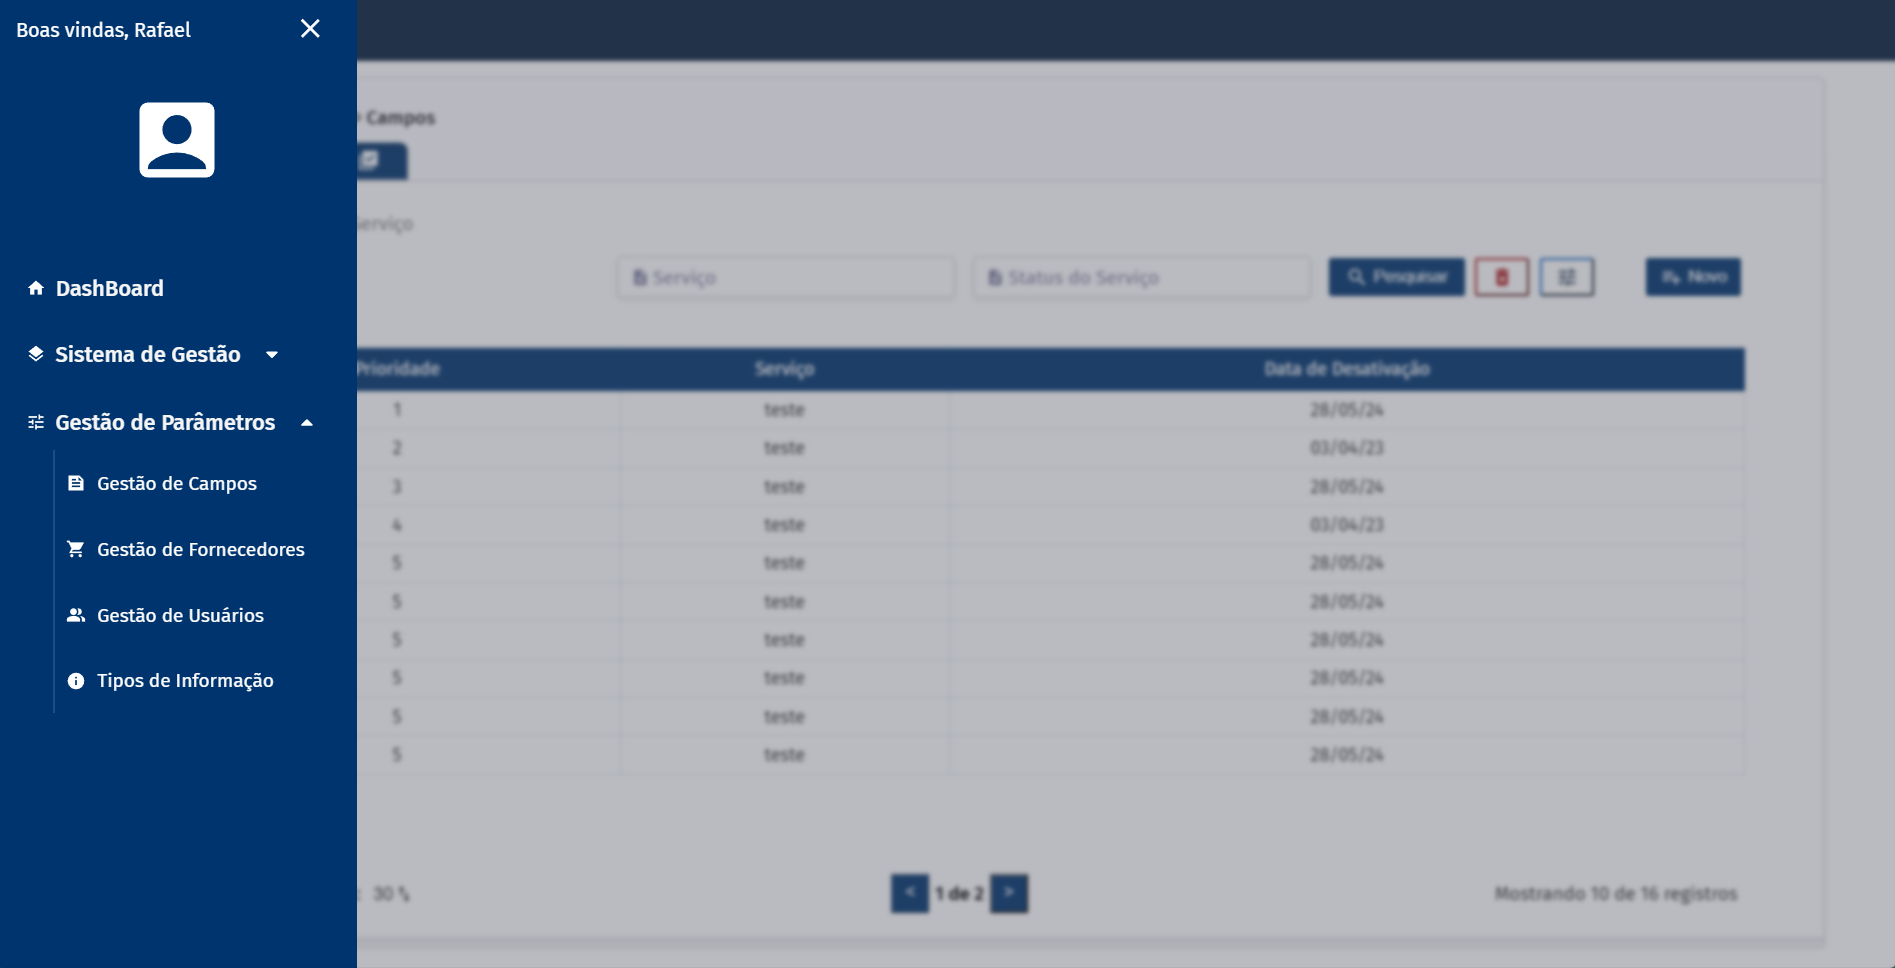 Boas vindas, Rafael
DashBoard
Sistema de Gestão
Gestão de Parâmetros
Gestão de Campos
Gestão de Fornecedores
Gestão de Usuários
Tipos de Informação
Campos
Serviço
Serviço Status do Serviço Pesquisar Novo
Prioridade Serviço Data de Desativação
1 teste 28/05/24
2 teste 03/04/23
3 teste 28/05/24
4 teste 03/04/23
5 teste 28/05/24
5 teste 28/05/24
5 teste 28/05/24
5 teste 28/05/24
5 teste 28/05/24
5 teste 28/05/24
: 30 % < 1 de 2 > Mostrando 10 de 16 registros